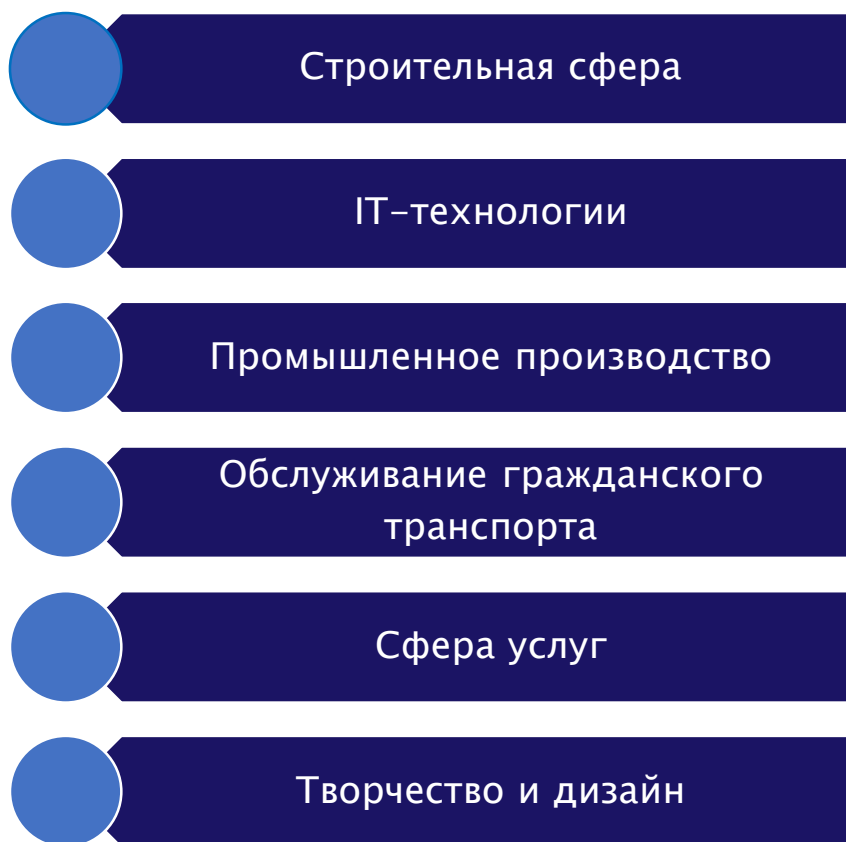 Строительная сфера
IT-технологии
Промышленное производство
Обслуживание гражданского
транспорта
Сфера услуг
Творчество и дизайн